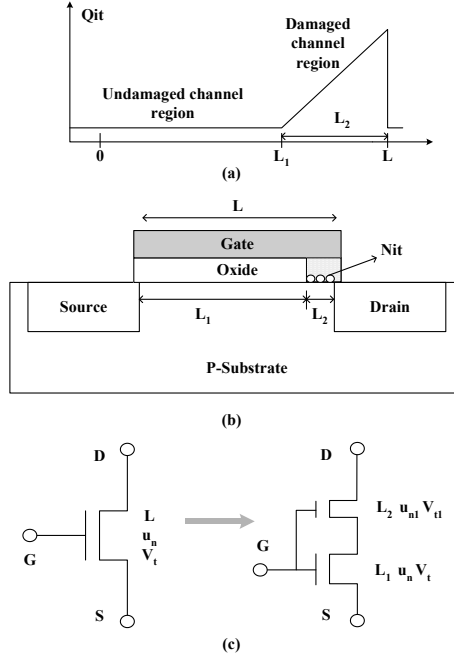 Qit
Damaged
channel
region
Undamaged channel
region
L2
0
L1
L
(a)
L
Gate
Oxide
Nit
Source
L1
L2
Drain
P-Substrate
(b)
D
G
L
un
Vt
S
D
G
L2 un1 Vt1
L1 un Vt
S
(c)